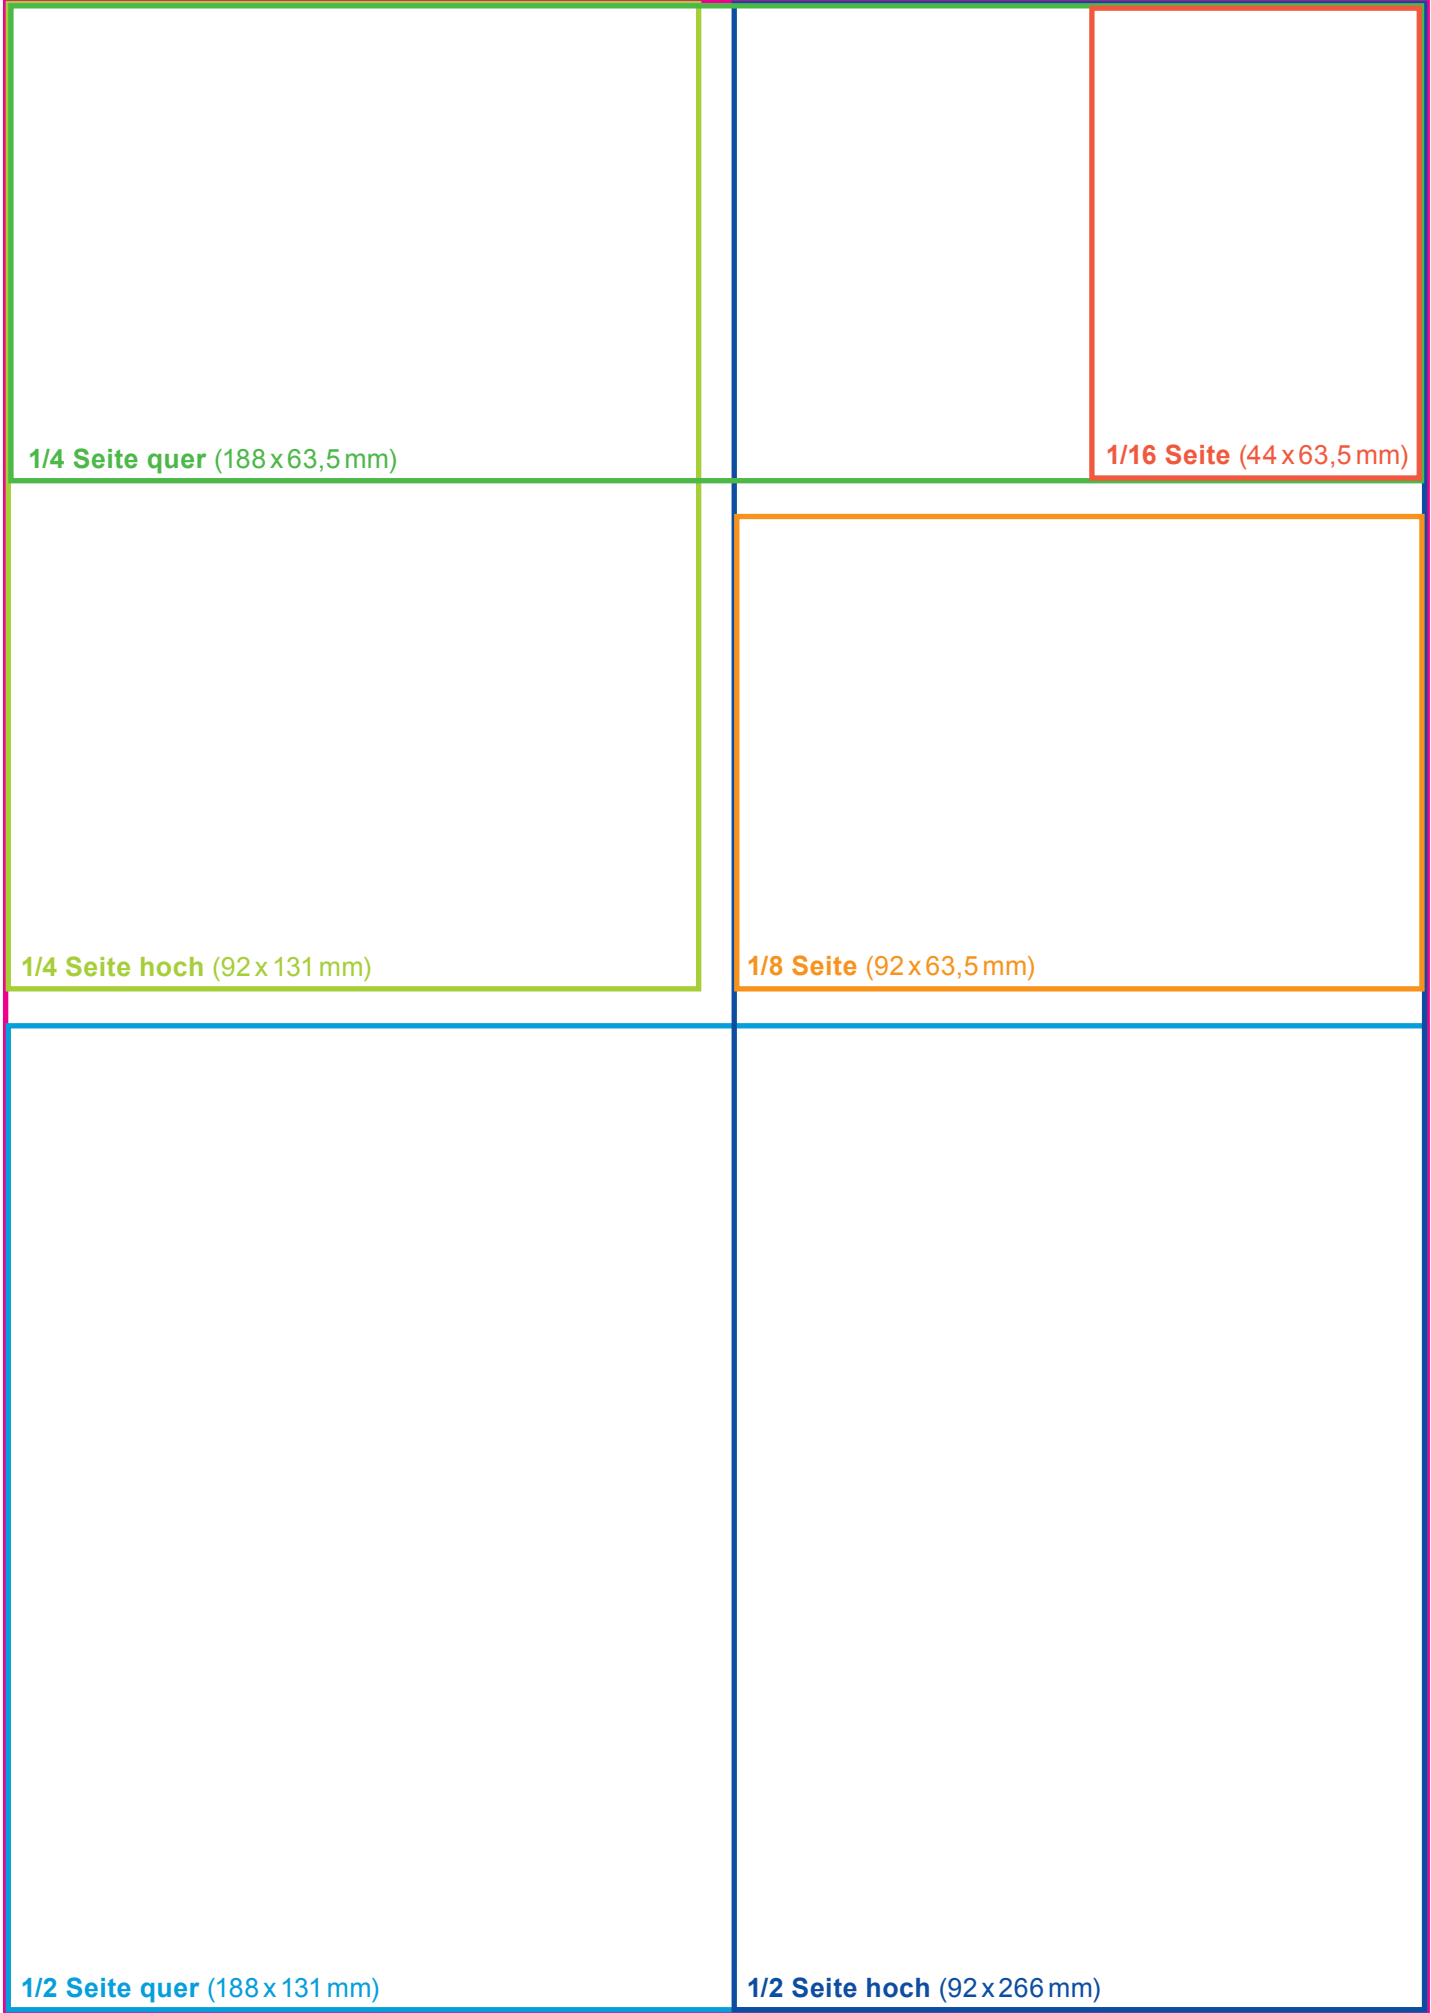 1/4 Seite quer (188 x 63,5 mm)
1/16 Seite (44 x 63,5 mm)
1/4 Seite hoch (92 x 131 mm)
1/8 Seite (92 x 63,5 mm)
1/2 Seite quer (188 x 131 mm)
1/2 Seite hoch (92 x 266 mm)